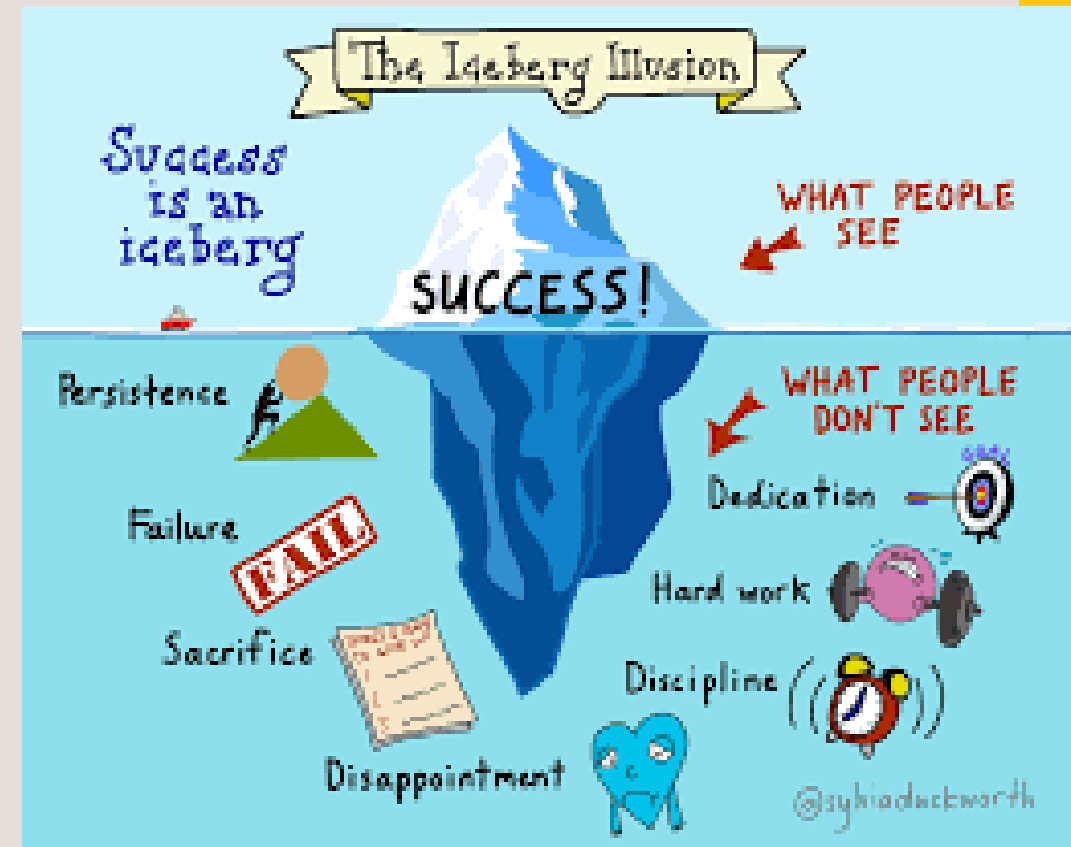 The Iceberg Illusion
Success
is an
iceberg
WHAT PEOPLE
SEE
SUCCESS!
Persistence
WHAT PEOPLE
DON'T SEE
Dedication
Failure
FAIL
Hard work
Sacrifice
Discipline
Disappointment
@sylviaduckworth